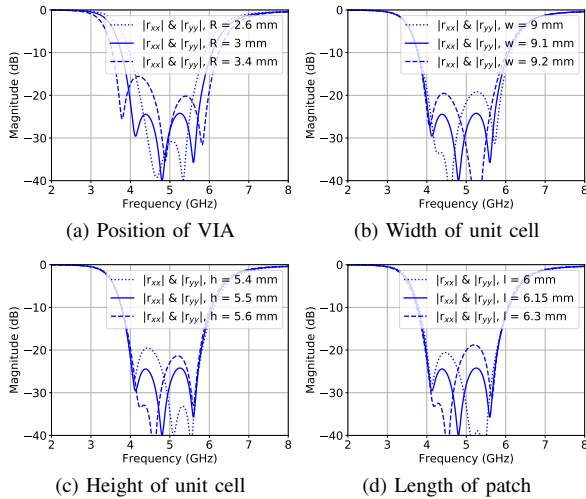 0
−10
−20
−30
−40
Magnitude (dB)
|rxx| & |ryy|, R = 2.6 mm
|rxx| & |ryy|, R = 3 mm
|rxx| & |ryy|, R = 3.4 mm
2 3 4 5 6 7 8
Frequency (GHz)
(a) Position of VIA
0
−10
−20
−30
−40
Magnitude (dB)
|rxx| & |ryy|, w = 9 mm
|rxx| & |ryy|, w = 9.1 mm
|rxx| & |ryy|, w = 9.2 mm
2 3 4 5 6 7 8
Frequency (GHz)
(b) Width of unit cell
0
−10
−20
−30
−40
Magnitude (dB)
|rxx| & |ryy|, h = 5.4 mm
|rxx| & |ryy|, h = 5.5 mm
|rxx| & |ryy|, h = 5.6 mm
2 3 4 5 6 7 8
Frequency (GHz)
(c) Height of unit cell
0
−10
−20
−30
−40
Magnitude (dB)
|rxx| & |ryy|, l = 6 mm
|rxx| & |ryy|, l = 6.15 mm
|rxx| & |ryy|, l = 6.3 mm
2 3 4 5 6 7 8
Frequency (GHz)
(d) Length of patch